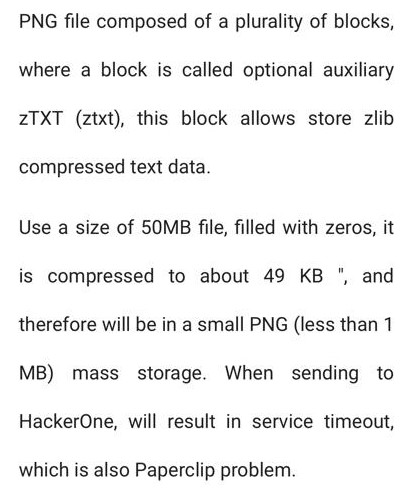 PNG file composed of a plurality of blocks,
where a block is called optional auxiliary
zTXT (ztxt), this block allows store zlib
compressed text data.
Use a size of 50MB file, filled with zeros, it
is compressed to about 49 KB ", and
therefore will be in a small PNG (less than 1
MB) mass storage. When sending to
HackerOne, will result in service timeout,
which is also Paperclip problem.